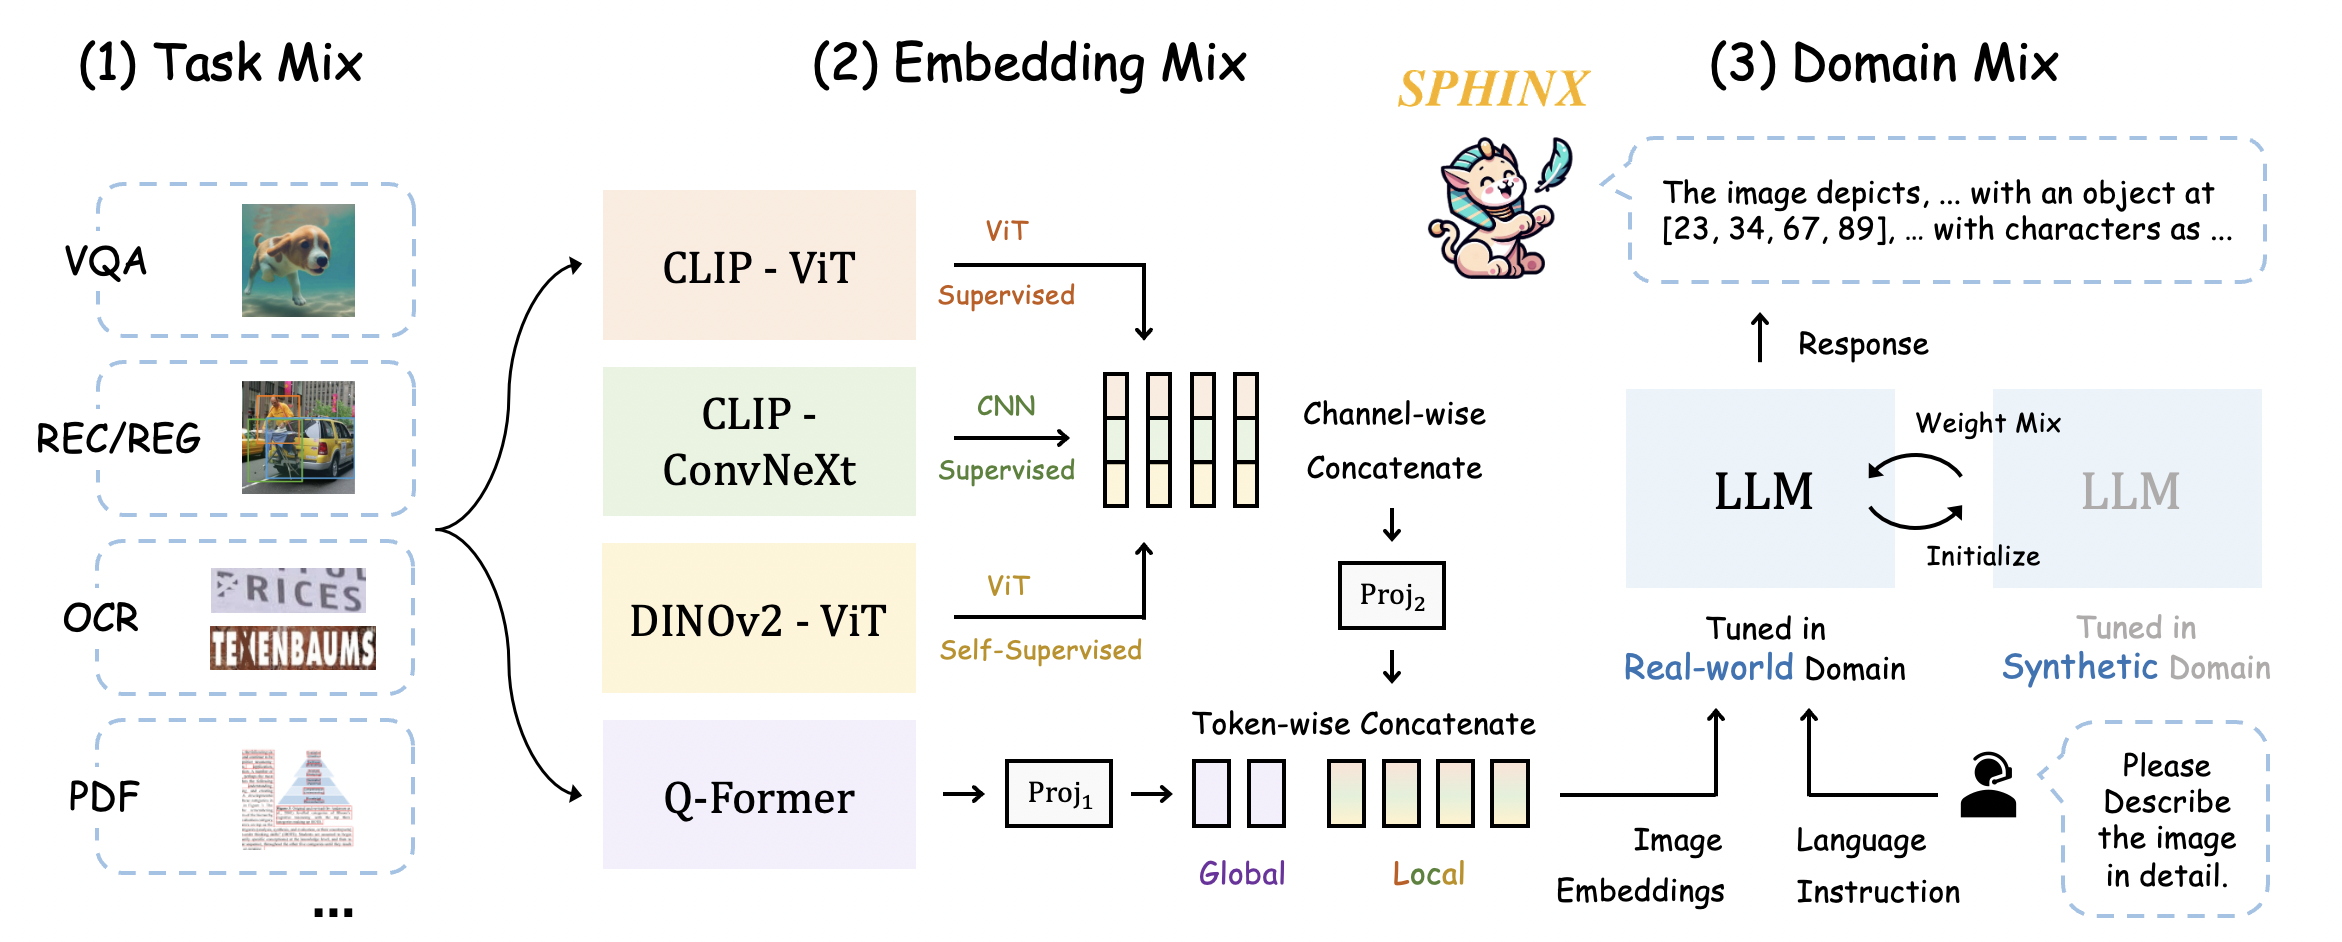 (1) Task Mix
VQA
REC/REG
OCR
RICES
PDF
...
(2) Embedding Mix
CLIP - ViT
ViT
Supervised
CLIP -
ConvNeXt
CNN
Supervised
DINOv2 - ViT
ViT
Self-Supervised
Q-Former
Channel-wise
Concatenate
Proj2
Proj1
Token-wise Concatenate
Global
Local
SPHINX
(3) Domain Mix
The image depicts, ... with an object at
[23, 34, 67, 89], ... with characters as ...
Response
LLM
Weight Mix
Initialize
LLM
Tuned in
Real-world Domain
Tuned in
Synthetic Domain
Image
Embeddings
Language
Instruction
Please
Describe
the image
in detail.